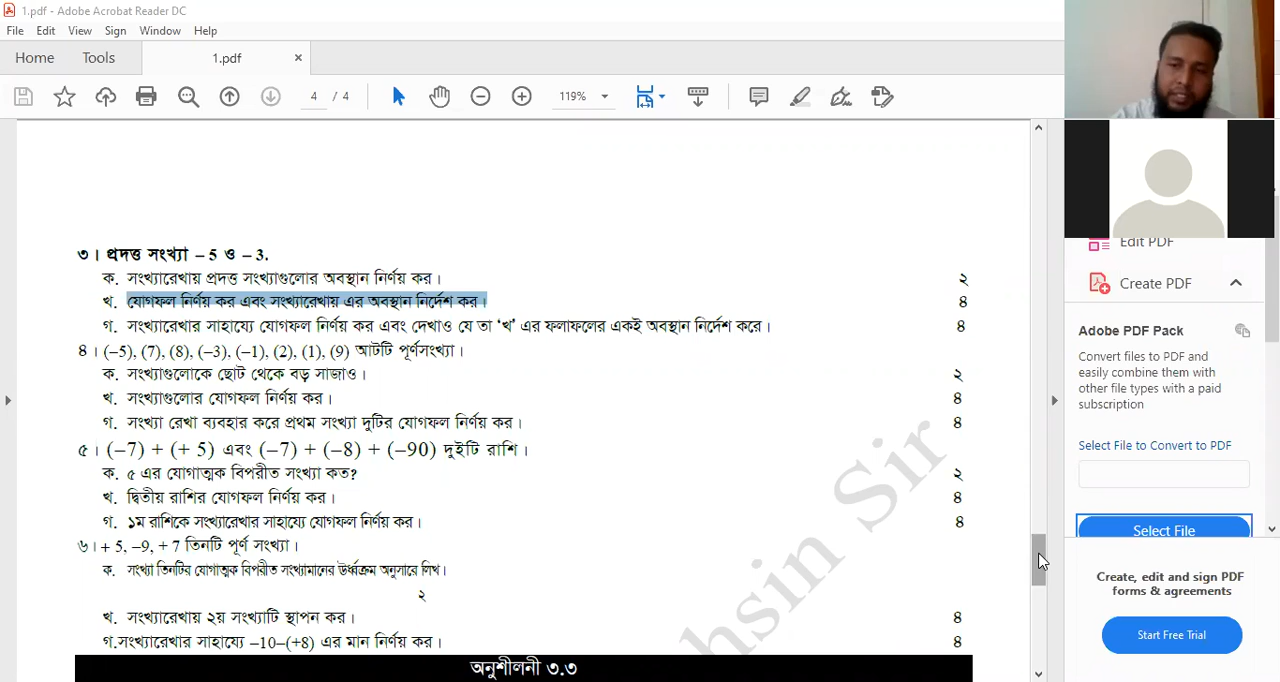 1.pdf - Adobe Acrobat Reader DC
File Edit View Sign Window Help
Home Tools 1.pdf ×
4 / 4 119%
৩। প্রদত্ত সংখ্যা – 5 ও – 3.
ক. সংখ্যারেখায় প্রদত্ত সংখ্যাগুলোর অবস্থান নির্ণয় কর। ২
খ. যোগফল নির্ণয় কর এবং সংখ্যারেখায় এর অবস্থান নির্দেশ কর। ৪
গ. সংখ্যারেখার সাহায্যে যোগফল নির্ণয় কর এবং দেখাও যে তা ‘খ’ এর ফলাফলের একই অবস্থান নির্দেশ করে। ৪
৪। (–5), (7), (8), (–3), (–1), (2), (1), (9) আটটি পূর্ণসংখ্যা।
ক. সংখ্যাগুলোকে ছোট থেকে বড় সাজাও। ২
খ. সংখ্যাগুলোর যোগফল নির্ণয় কর। ৪
গ. সংখ্যা রেখা ব্যবহার করে প্রথম সংখ্যা দুটির যোগফল নির্ণয় কর। ৪
৫। (–7) + (+ 5) এবং (–7) + (–8) + (–90) দুইটি রাশি।
ক. ৫ এর যোগাত্মক বিপরীত সংখ্যা কত? ২
খ. দ্বিতীয় রাশির যোগফল নির্ণয় কর। ৪
গ. ১ম রাশিকে সংখ্যারেখার সাহায্যে যোগফল নির্ণয় কর। ৪
৬। + 5, –9, + 7 তিনটি পূর্ণ সংখ্যা।
ক. সংখ্যা তিনটির যোগাত্মক বিপরীত সংখ্যামানের উর্ধ্বক্রম অনুসারে লিখ।
২
খ. সংখ্যারেখায় ২য় সংখ্যাটি স্থাপন কর। ৪
গ.সংখ্যারেখার সাহায্যে –10–(+8) এর মান নির্ণয় কর। ৪
অনুশীলনী ৩.৩
hsin Sir
Edit PDF
Create PDF
Adobe PDF Pack
Convert files to PDF and
easily combine them with
other file types with a paid
subscription
Select File to Convert to PDF
Select File
Create, edit and sign PDF
forms & agreements
Start Free Trial